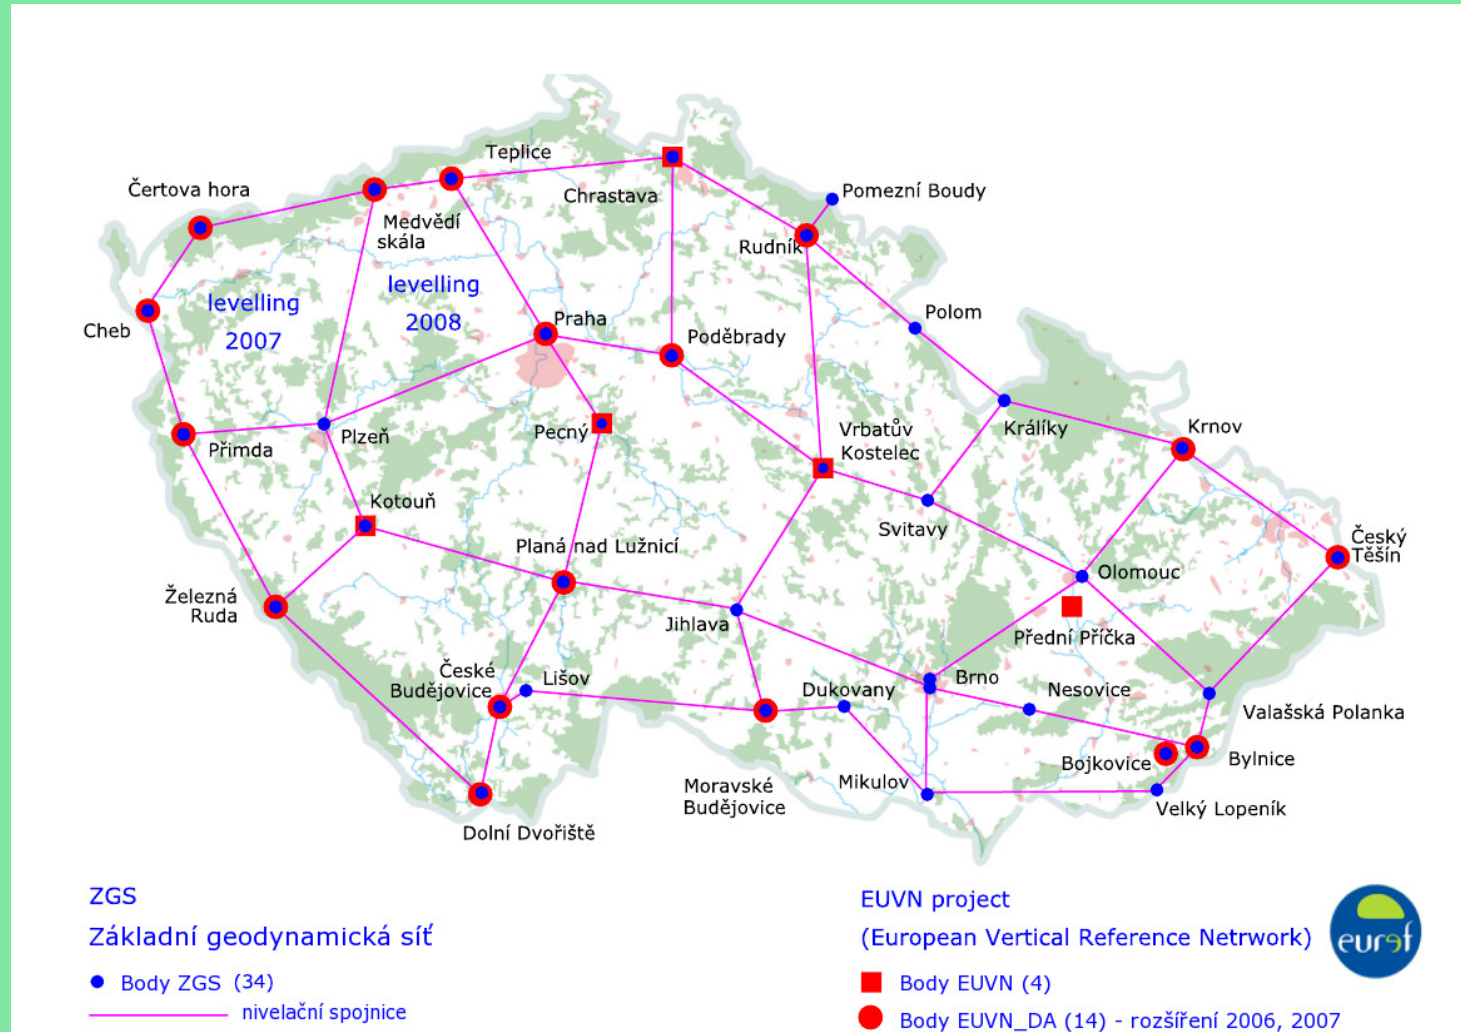 Teplice
Čertova hora
Chrastava
Pomezní Boudy
Medvědí
skála
Rudník
levelling
2007
levelling
2008
Cheb
Praha
Polom
Poděbrady
Přimda
Plzeň
Pecný
Vrbatův
Kostelec
Králíky
Krnov
Kotouň
Svitavy
Planá nad Lužnicí
Český
Těšín
Olomouc
Železná
Ruda
Jihlava
Přední Příčka
České
Budějovice
Lišov
Dukovany
Brno
Nesovice
Valašská Polanka
Moravské
Budějovice
Mikulov
Bojkovice
Bylnice
Velký Lopeník
Dolní Dvořiště
ZGS
Základní geodynamická síť
Body ZGS (34)
nivelační spojnice
EUVN project
(European Vertical Reference Netrwork)
euref
Body EUVN (4)
Body EUVN_DA (14) - rozšíření 2006, 2007